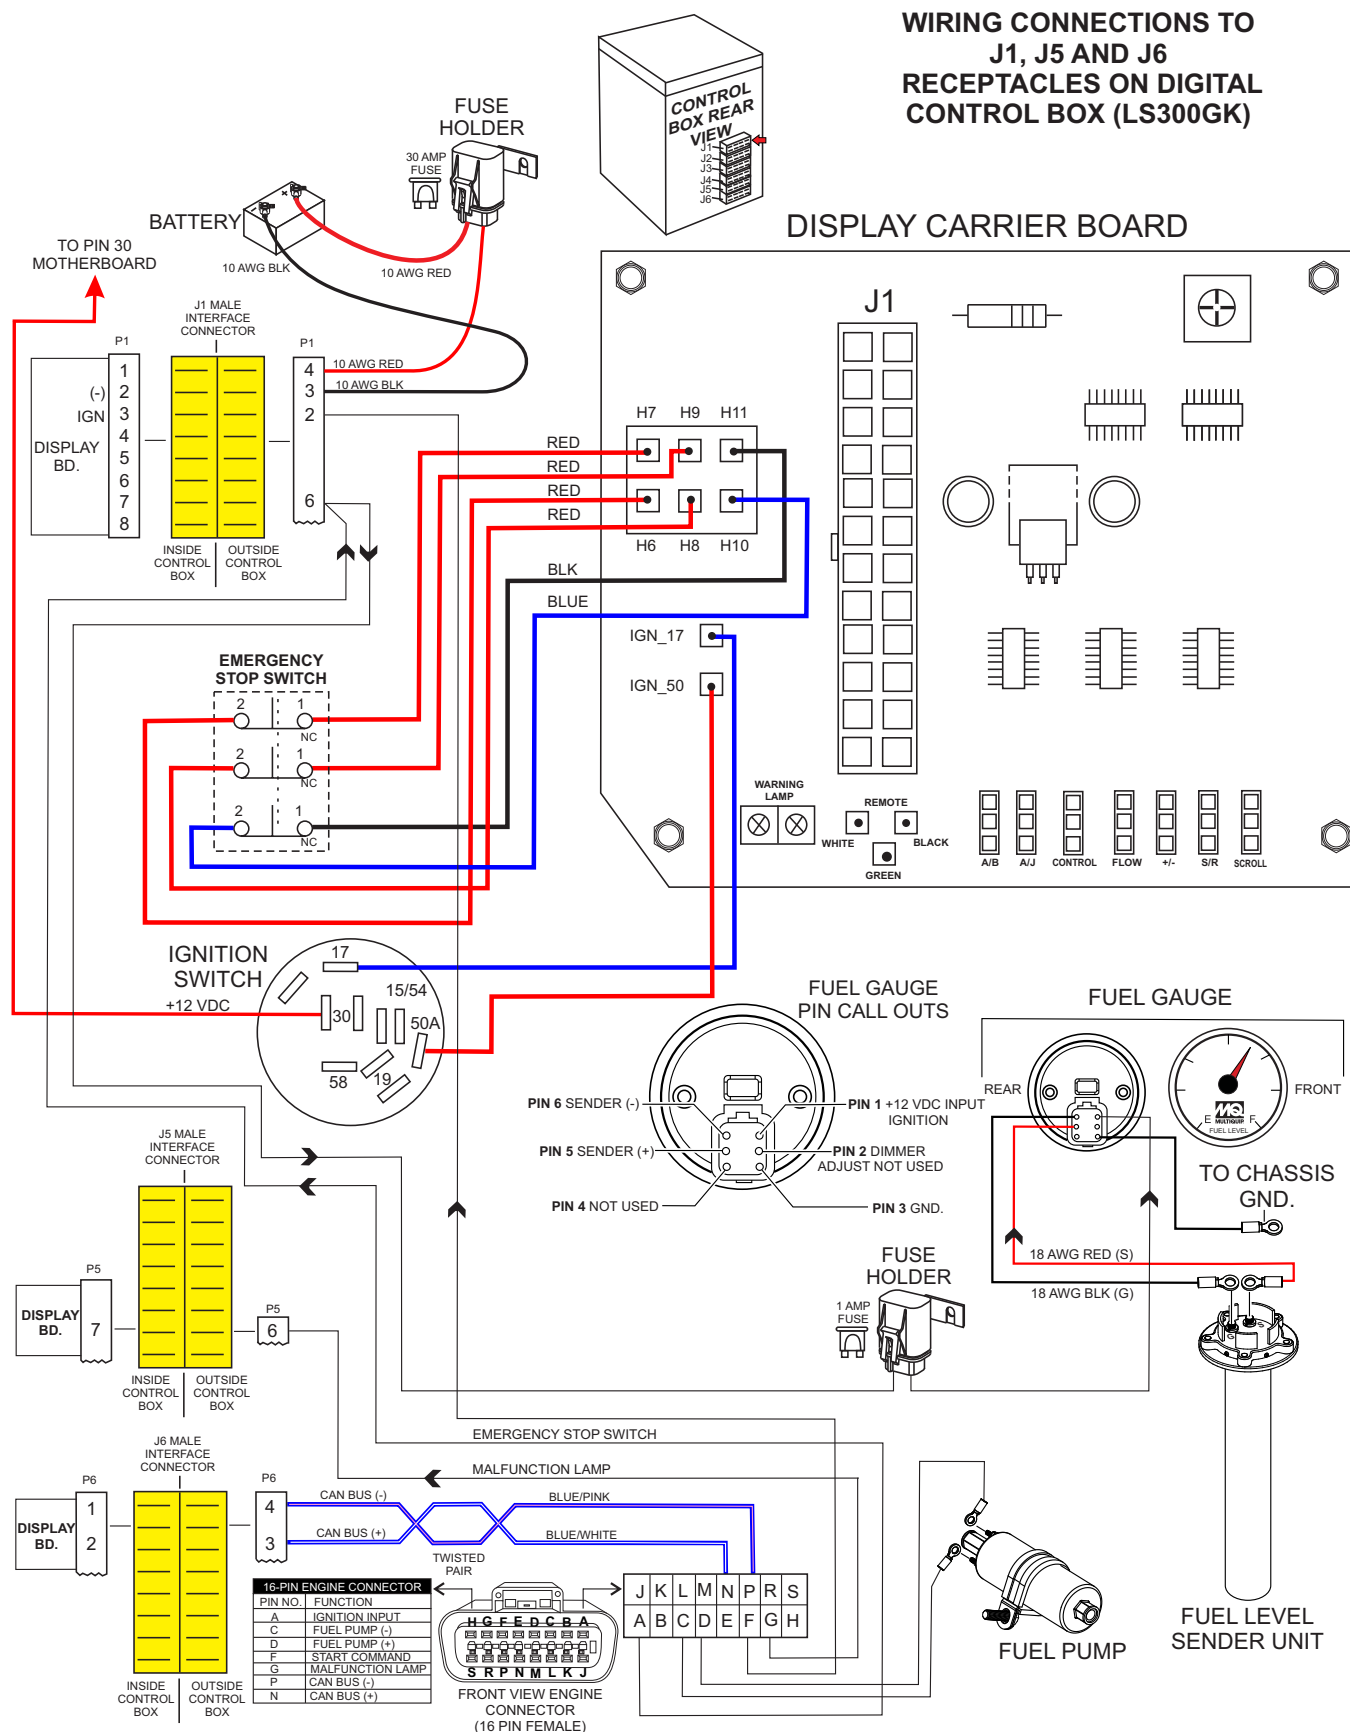 WIRING CONNECTIONS TO
J1, J5 AND J6
RECEPTACLES ON DIGITAL
CONTROL BOX (LS300GK)
CONTROL
BOX REAR
VIEW
J1
J2
J3
J4
J5
J6
FUSE
HOLDER
30 AMP
FUSE
BATTERY
+
-
10 AWG BLK
10 AWG RED
TO PIN 30
MOTHERBOARD
J1 MALE
INTERFACE
CONNECTOR
P1
P1
1
2
3
4
5
6
7
8
(-)
IGN
DISPLAY
BD.
4
3
2
6
10 AWG RED
10 AWG BLK
INSIDE
CONTROL
BOX
OUTSIDE
CONTROL
BOX
DISPLAY CARRIER BOARD
J1
H7
H9
H11
H6
H8
H10
RED
RED
RED
RED
BLK
BLUE
IGN_17
IGN_50
EMERGENCY
STOP SWITCH
2
1
NC
2
1
NC
2
1
NC
WARNING
LAMP
REMOTE
WHITE
BLACK
GREEN
A/B
A/J
CONTROL
FLOW
+/-
S/R
SCROLL
IGNITION
SWITCH
+12 VDC
17
15/54
30
50A
58
19
FUEL GAUGE
PIN CALL OUTS
PIN 6 SENDER (-)
PIN 5 SENDER (+)
PIN 4 NOT USED
PIN 1 +12 VDC INPUT
IGNITION
PIN 2 DIMMER
ADJUST NOT USED
PIN 3 GND.
FUEL GAUGE
REAR
FRONT
E
F
MQ
MULTIQUIP
FUEL LEVEL
TO CHASSIS
GND.
18 AWG RED (S)
18 AWG BLK (G)
FUSE
HOLDER
1 AMP
FUSE
J5 MALE
INTERFACE
CONNECTOR
P5
DISPLAY
BD.
7
P5
6
INSIDE
CONTROL
BOX
OUTSIDE
CONTROL
BOX
EMERGENCY STOP SWITCH
MALFUNCTION LAMP
J6 MALE
INTERFACE
CONNECTOR
P6
P6
DISPLAY
BD.
1
2
4
3
CAN BUS (-)
CAN BUS (+)
BLUE/PINK
BLUE/WHITE
TWISTED
PAIR
INSIDE
CONTROL
BOX
OUTSIDE
CONTROL
BOX
16-PIN ENGINE CONNECTOR
PIN NO. FUNCTION
A IGNITION INPUT
C FUEL PUMP (-)
D FUEL PUMP (+)
F START COMMAND
G MALFUNCTION LAMP
P CAN BUS (-)
N CAN BUS (+)
H G F E D C B A
S R P N M L K J
FRONT VIEW ENGINE
CONNECTOR
(16 PIN FEMALE)
J K L M N P R S
A B C D E F G H
FUEL PUMP
FUEL LEVEL
SENDER UNIT